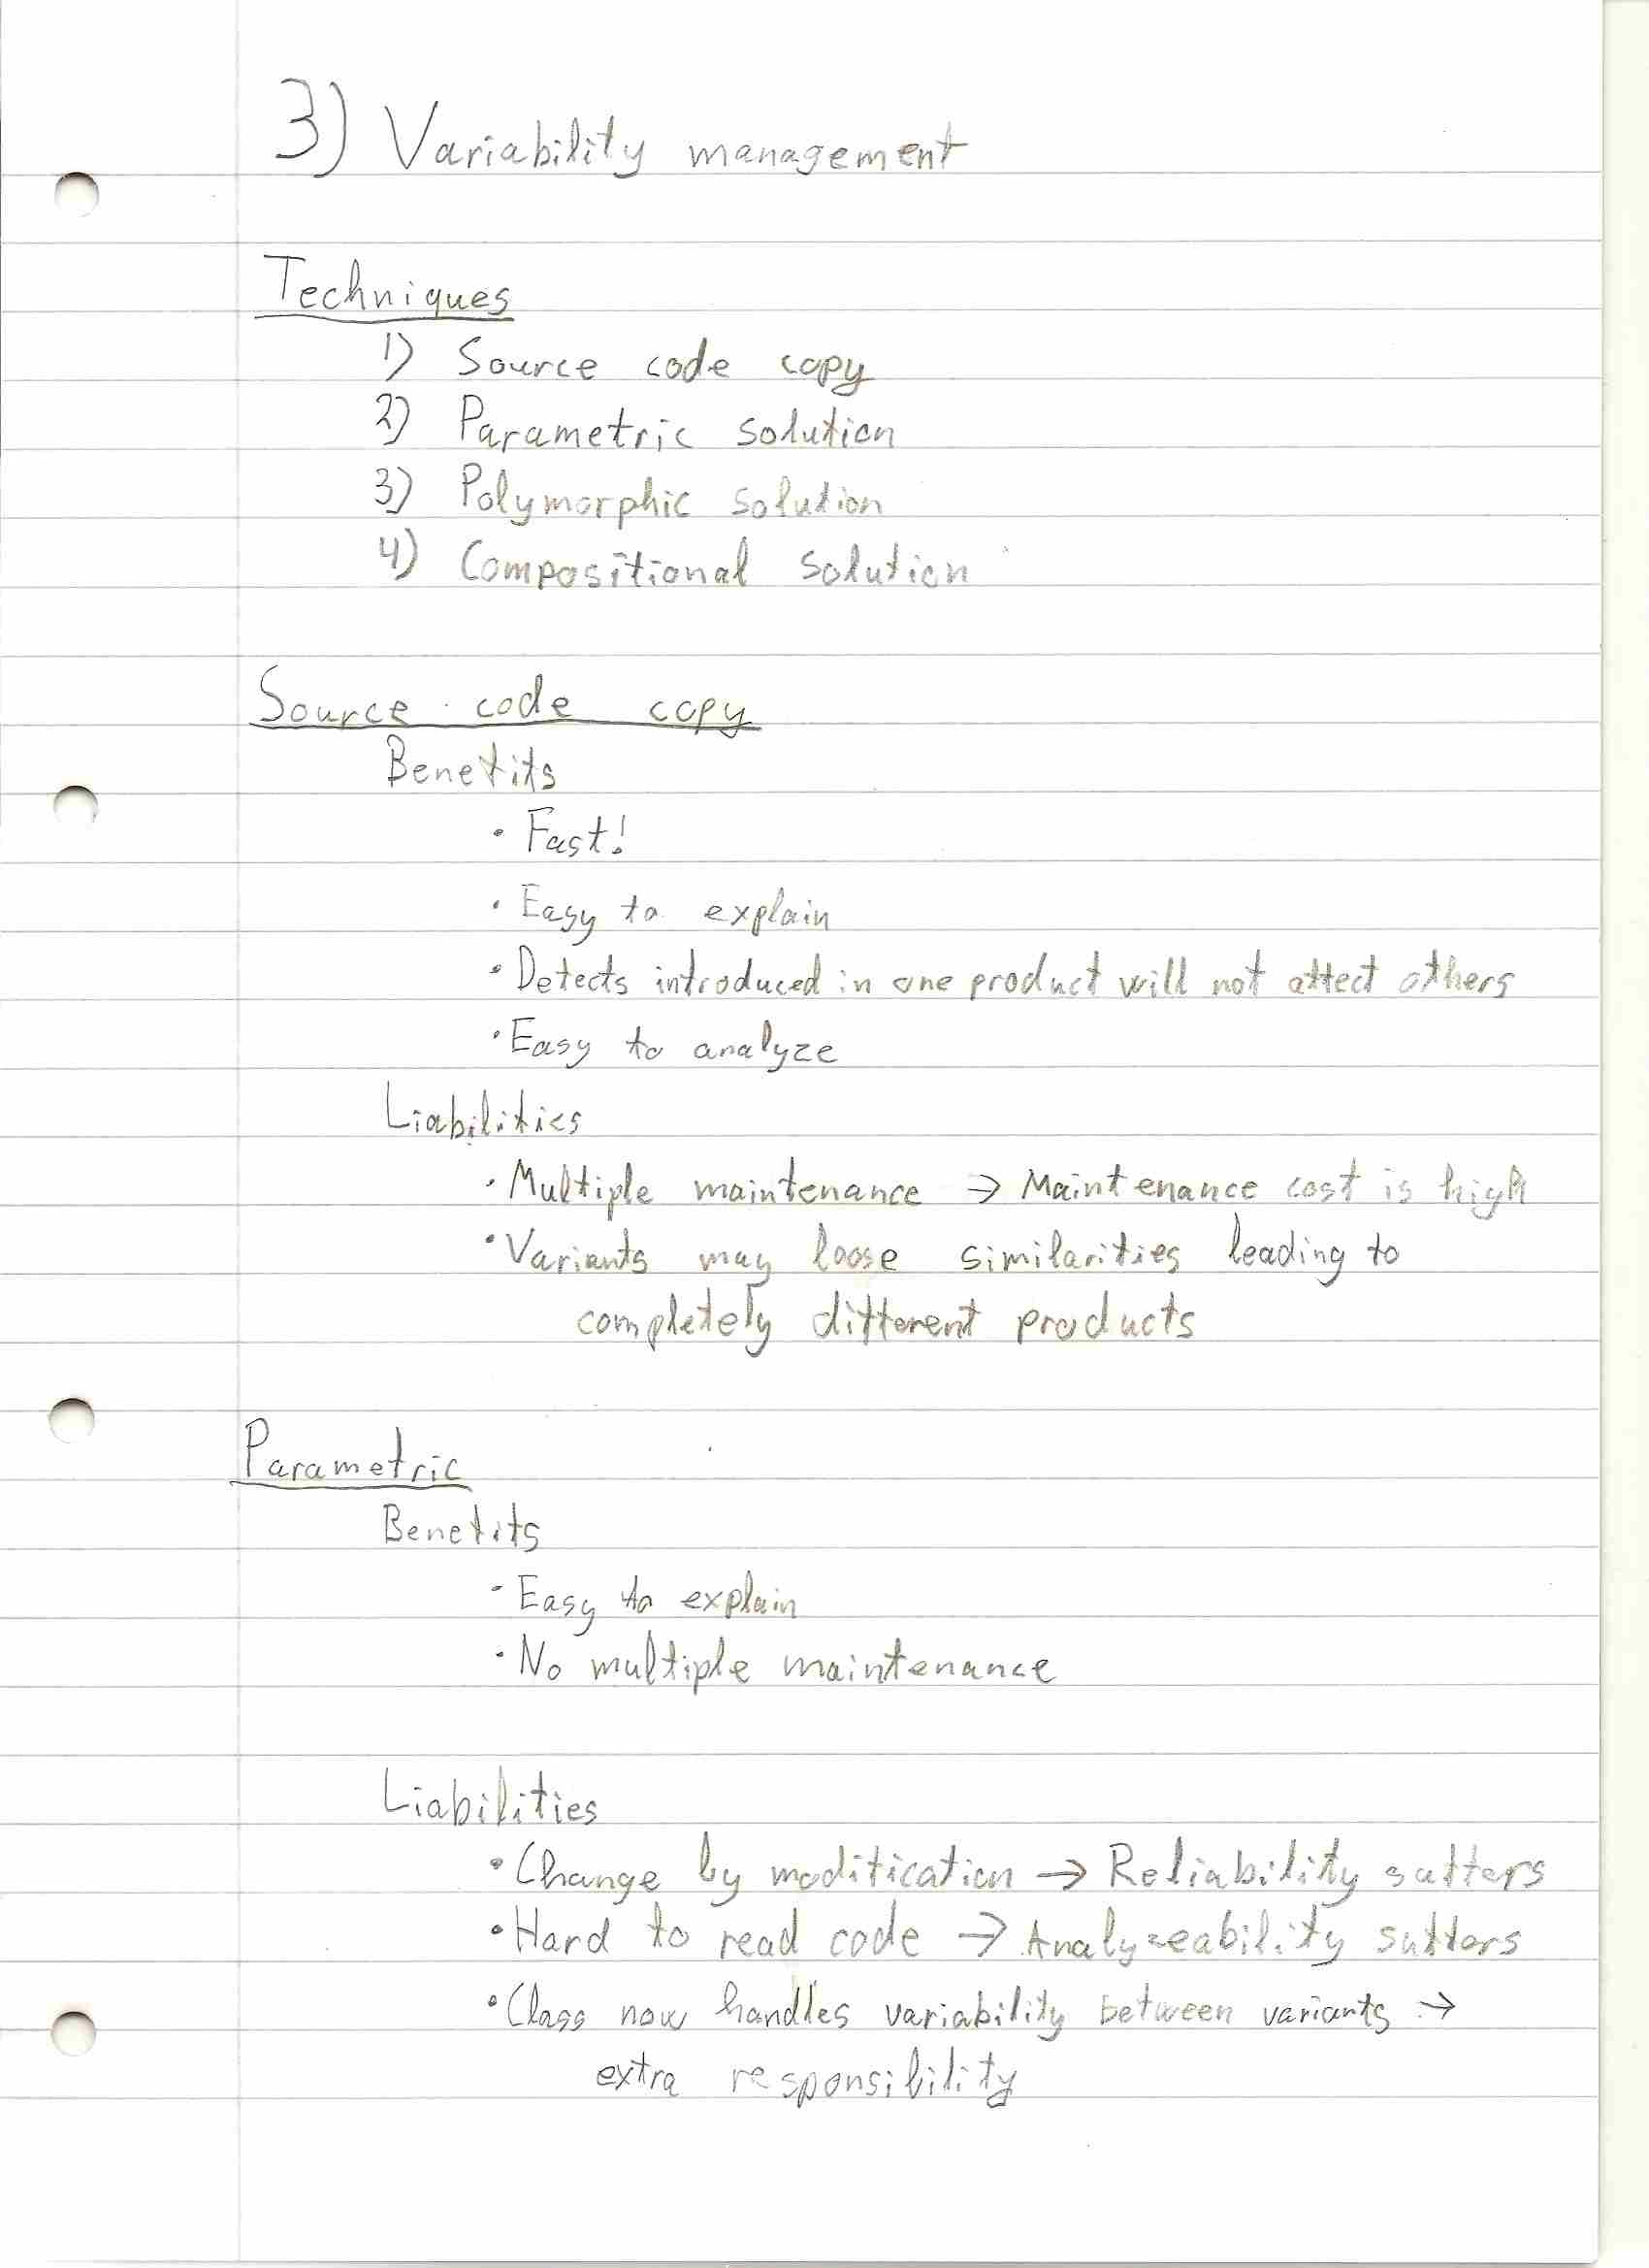 3) Variability management
Techniques
1) Source code copy
2) Parametric solution
3) Polymorphic solution
4) Compositional solution
Source code copy
Benefits
· Fast!
· Easy to explain
· Defects introduced in one product will not affect others
· Easy to analyze
Liabilities
· Multiple maintenance → Maintenance cost is high
· Variants may loose similarities leading to
completely different products
Parametric
Benefits
· Easy to explain
· No multiple maintenance
Liabilities
· Change by modification → Reliability suffers
· Hard to read code → Analyzeability suffers
· Class now handles variability between variants →
extra responsibility